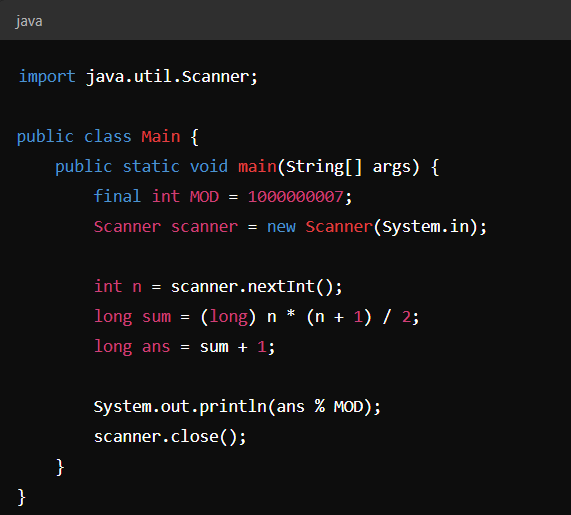 java
import java.util.Scanner;
public class Main {
    public static void main(String[] args) {
        final int MOD = 1000000007;
        Scanner scanner = new Scanner(System.in);
        int n = scanner.nextInt();
        long sum = (long) n * (n + 1) / 2;
        long ans = sum + 1;
        System.out.println(ans % MOD);
        scanner.close();
    }
}